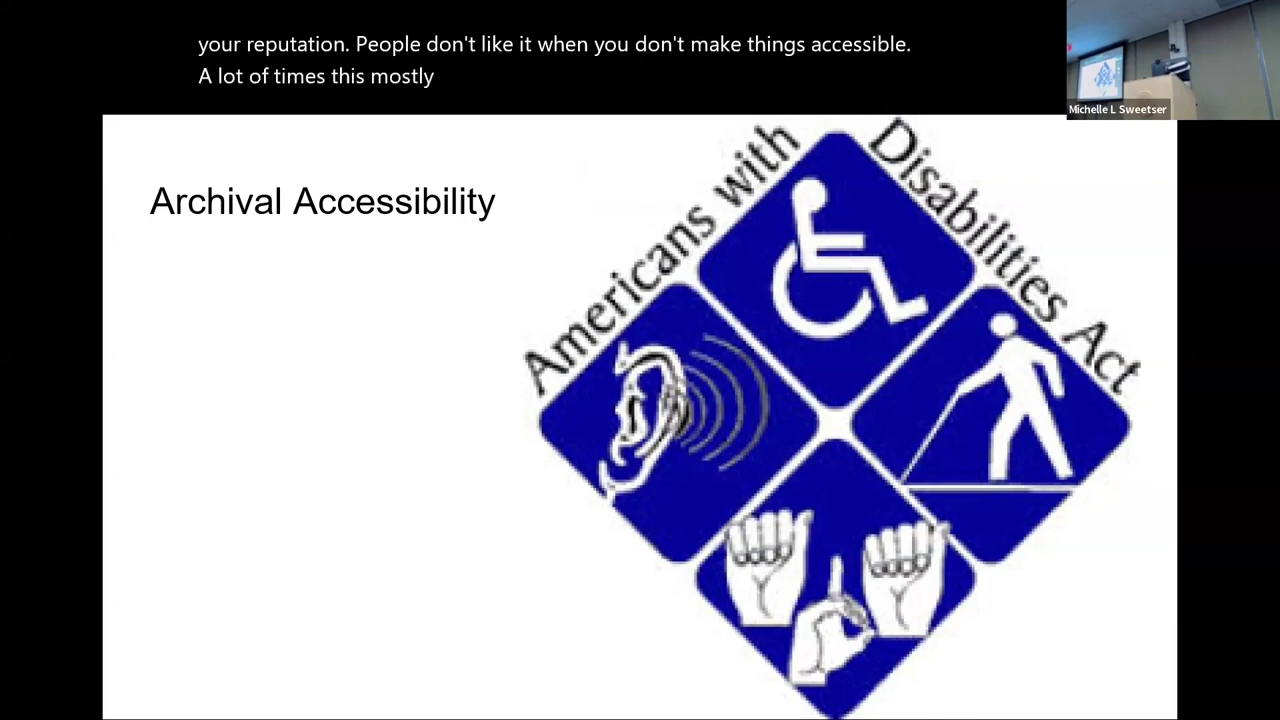 your reputation. People don't like it when you don't make things accessible.
A lot of times this mostly
Michelle L Sweetser
Archival Accessibility
Americans with
Disabilities Act